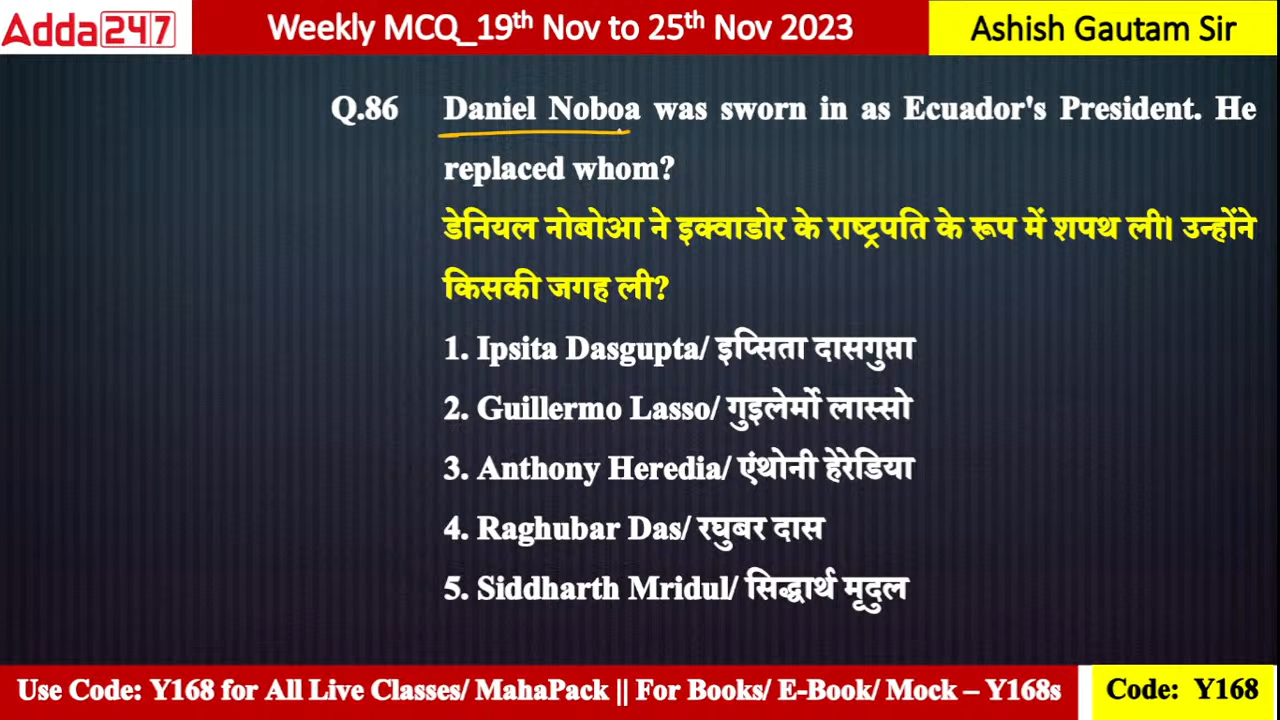 Adda247
Weekly MCQ_19th Nov to 25th Nov 2023
Ashish Gautam Sir
Q.86 Daniel Noboa was sworn in as Ecuador's President. He
replaced whom?
डेनियल नोबोआ ने इक्वाडोर के राष्ट्रपति के रूप में शपथ ली। उन्होंने
किसकी जगह ली?
1. Ipsita Dasgupta/ इप्सिता दासगुप्ता
2. Guillermo Lasso/ गुइलेर्मो लास्सो
3. Anthony Heredia/ एंथोनी हेरेडिया
4. Raghubar Das/ रघुबर दास
5. Siddharth Mridul/ सिद्धार्थ मृदुल
Use Code: Y168 for All Live Classes/ MahaPack || For Books/ E-Book/ Mock – Y168s
Code: Y168